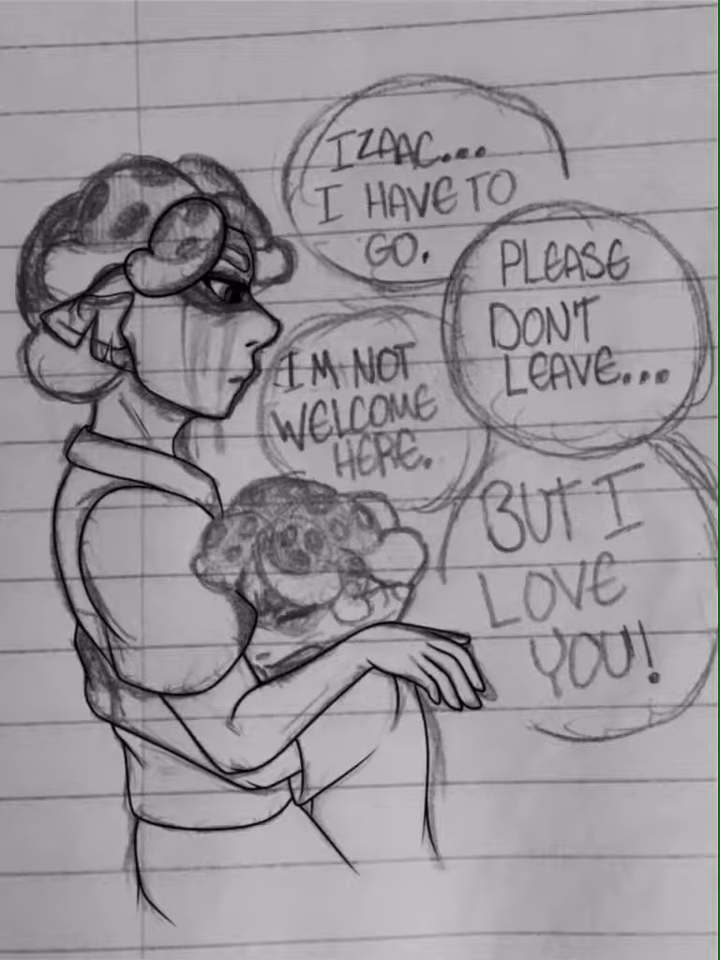 IZAAC...
I HAVE TO
GO.
PLEASE
DON'T
LEAVE...
I'M NOT
WELCOME
HERE.
BUT I
LOVE
YOU!